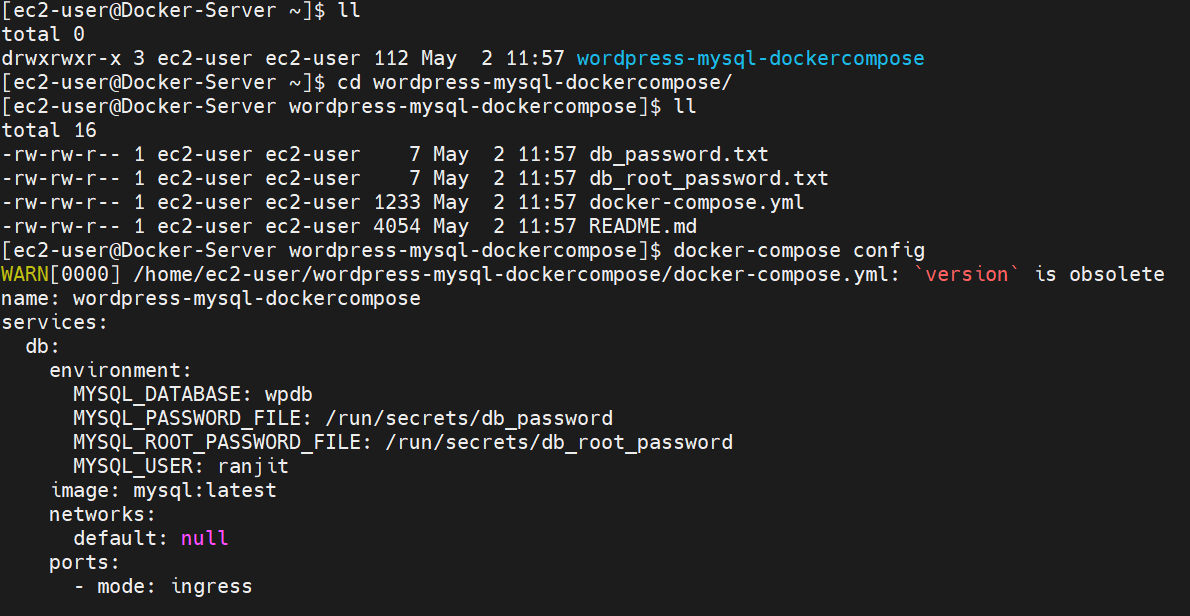 [ec2-user@Docker-Server ~]$ ll
total 0
drwxrwxr-x 3 ec2-user ec2-user 112 May  2 11:57 wordpress-mysql-dockercompose
[ec2-user@Docker-Server ~]$ cd wordpress-mysql-dockercompose/
[ec2-user@Docker-Server wordpress-mysql-dockercompose]$ ll
total 16
-rw-rw-r-- 1 ec2-user ec2-user    7 May  2 11:57 db_password.txt
-rw-rw-r-- 1 ec2-user ec2-user    7 May  2 11:57 db_root_password.txt
-rw-rw-r-- 1 ec2-user ec2-user 1233 May  2 11:57 docker-compose.yml
-rw-rw-r-- 1 ec2-user ec2-user 4054 May  2 11:57 README.md
[ec2-user@Docker-Server wordpress-mysql-dockercompose]$ docker-compose config
WARN[0000] /home/ec2-user/wordpress-mysql-dockercompose/docker-compose.yml: `version` is obsolete
name: wordpress-mysql-dockercompose
services:
  db:
    environment:
      MYSQL_DATABASE: wpdb
      MYSQL_PASSWORD_FILE: /run/secrets/db_password
      MYSQL_ROOT_PASSWORD_FILE: /run/secrets/db_root_password
      MYSQL_USER: ranjit
    image: mysql:latest
    networks:
      default: null
    ports:
      - mode: ingress